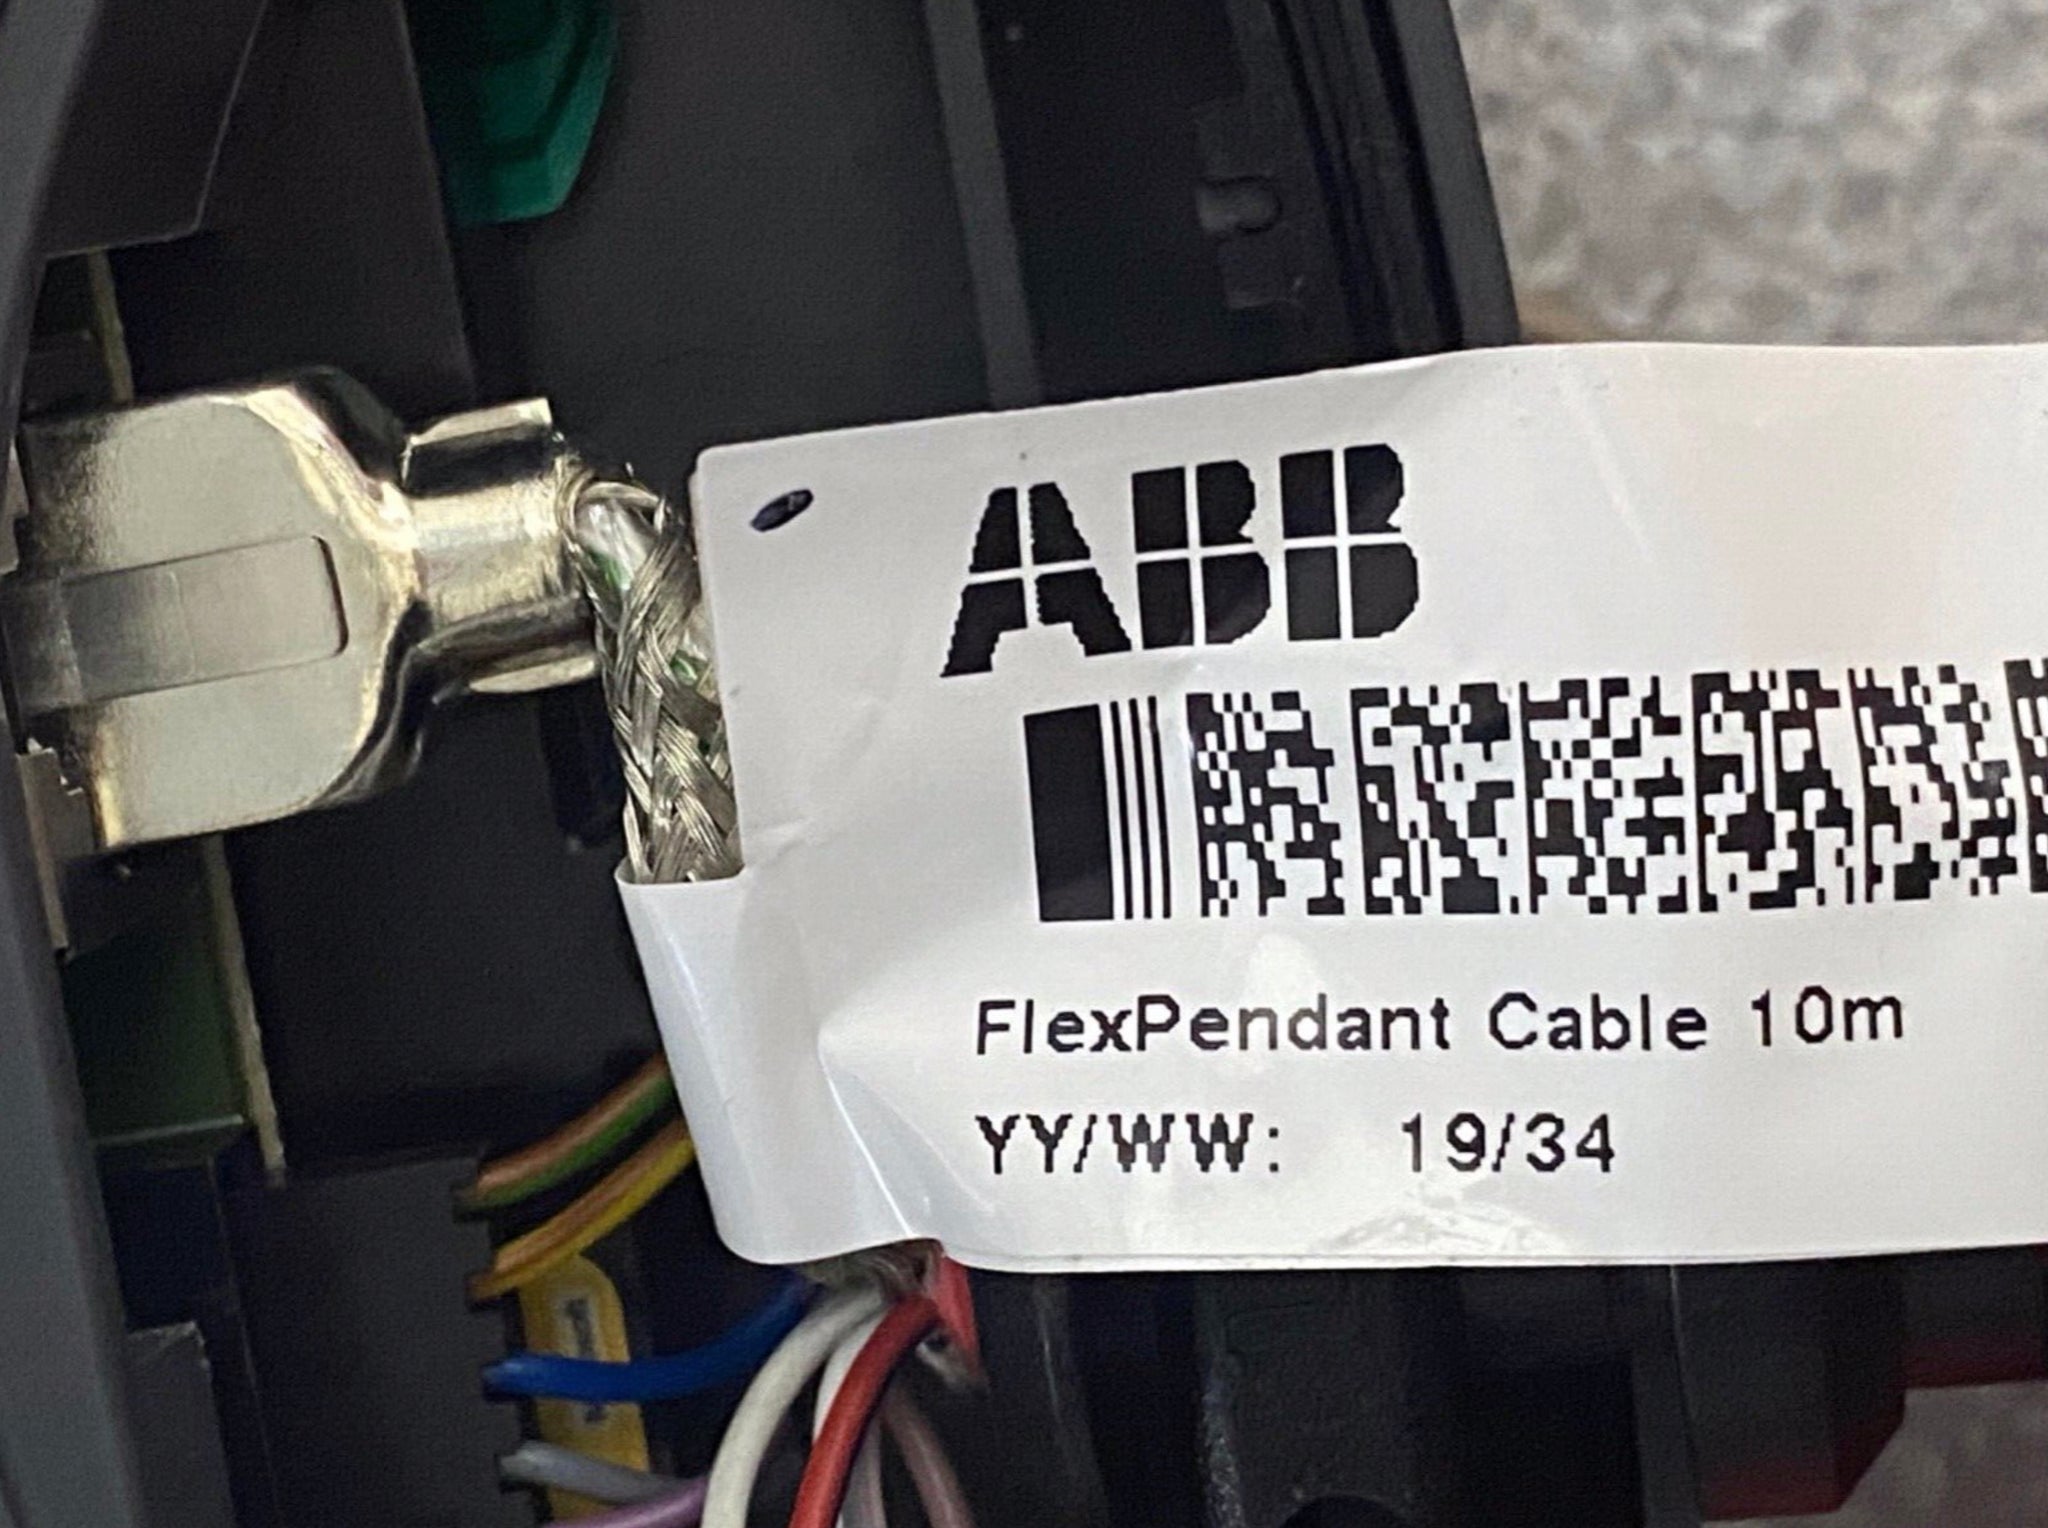 ABB
FlexPendant Cable 10m
YY/WW: 19/34